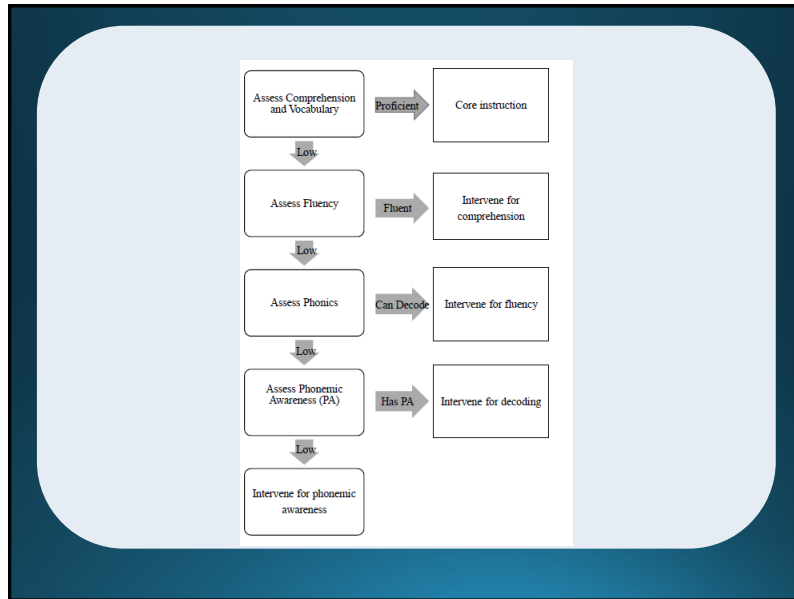 Assess Comprehension
and Vocabulary
Proficient
Core instruction
Low
Assess Fluency
Fluent
Intervene for
comprehension
Low
Assess Phonics
Can Decode
Intervene for fluency
Low
Assess Phonemic
Awareness (PA)
Has PA
Intervene for decoding
Low
Intervene for phonemic
awareness